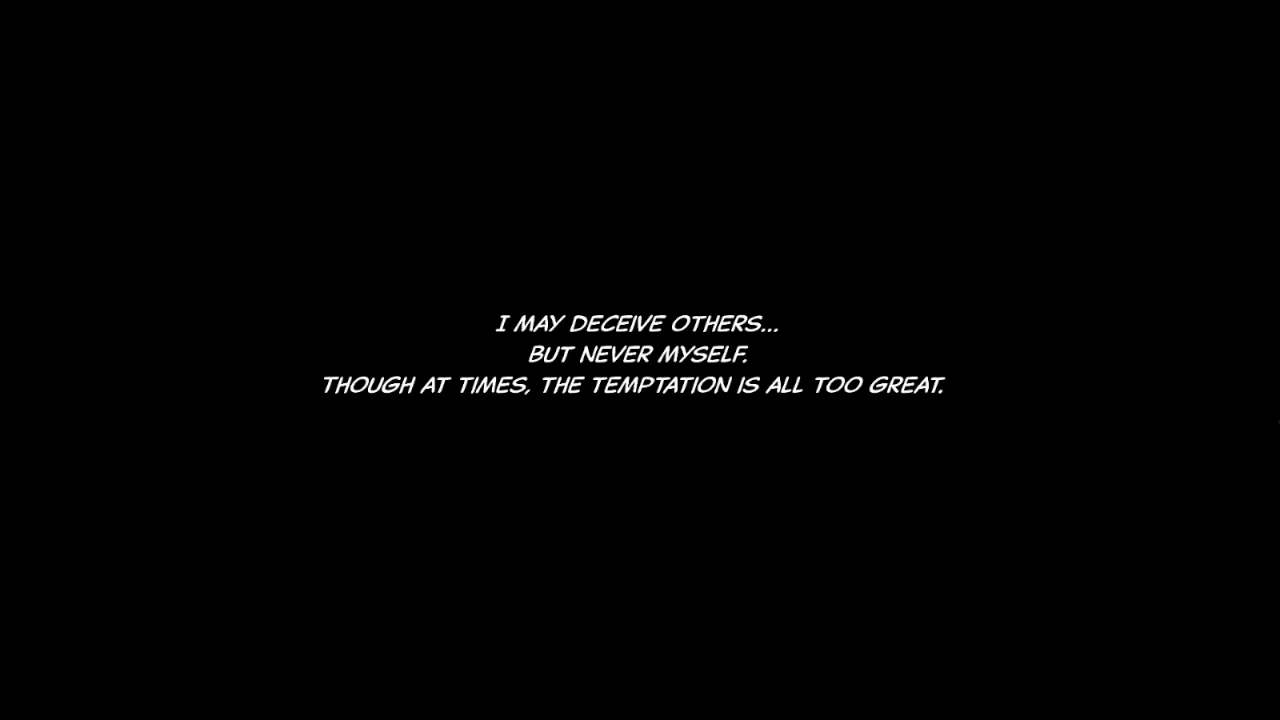 I MAY DECEIVE OTHERS...
BUT NEVER MYSELF.
THOUGH AT TIMES, THE TEMPTATION IS ALL TOO GREAT.